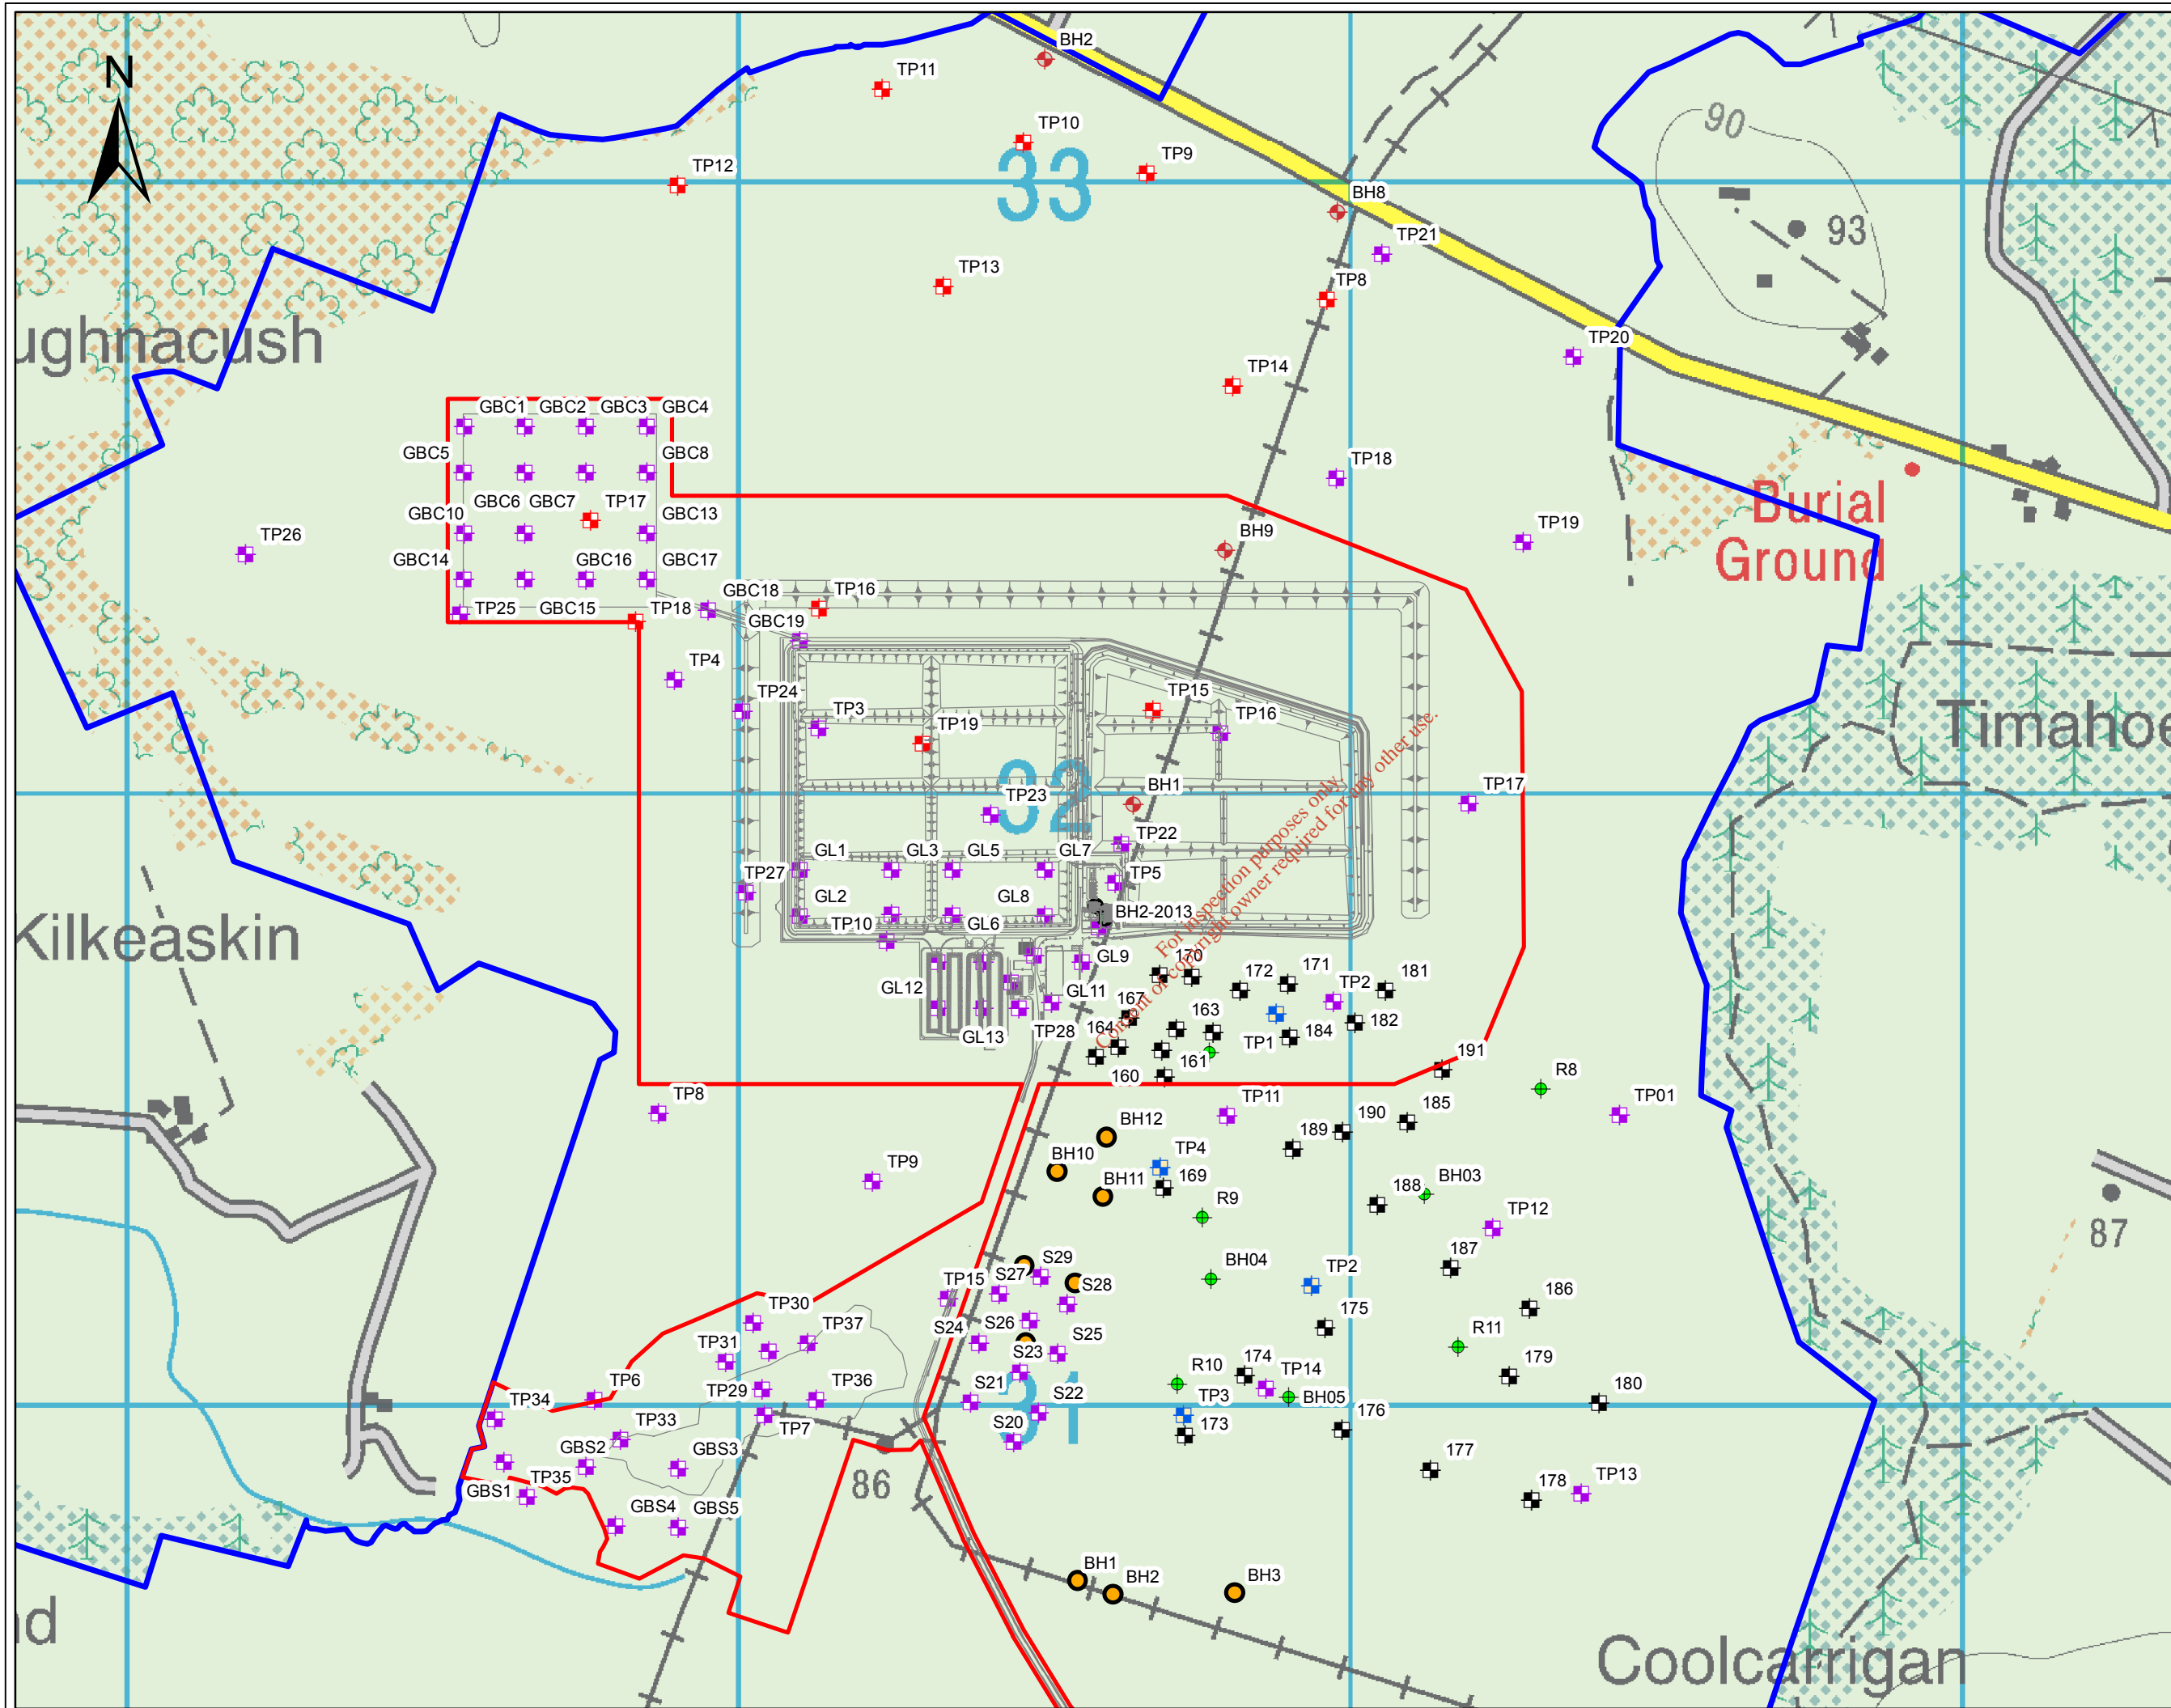 N
BH2
TP11
TP10
TP9
TP12
33
90
93
BH8
TP21
TP13
TP8
TP20
ughnacush
TP14
GBC1 GBC2 GBC3 GBC4
GBC5 GBC8
TP18
Burial
Ground
GBC10 GBC6 GBC7 TP17 GBC13
BH9
TP19
TP26
GBC14 GBC16 GBC17
GBC18 TP16
TP25 GBC15 TP18
GBC19
TP4
TP24 TP3 TP19
TP15
TP16
Timahoe
32
TP23
BH1
TP17
TP22
GL1 GL3 GL5 GL7
TP27 TP5
GL2 GL8
BH2-2013
TP10 GL6
Kilkeaskin
For inspection purposes only.
Consent of copyright owner required for any other use.
GL9 170
172 171 TP2 181
GL12 GL11 167
164 163 184 182
GL13 TP28 TP1
161
160
191
R8
TP8
TP11
TP01
BH12
190 185
189
TP4
TP9
BH10
169
BH11
R9
188 BH03
TP12
87
187
S29
BH04
TP2
S27
TP15 S28
186
TP30
175
TP37
S24 S26 S25
R11
TP31
S23
R10 174 TP14
179
TP6
TP29 TP36
S21
TP3 BH05
180
TP34
31
S22
173
176
TP33
TP7
S20
GBS2 GBS3
177
TP35
GBS1
86
178 TP13
GBS4 GBS5
BH1
BH2
BH3
nd
Coolcarrigan